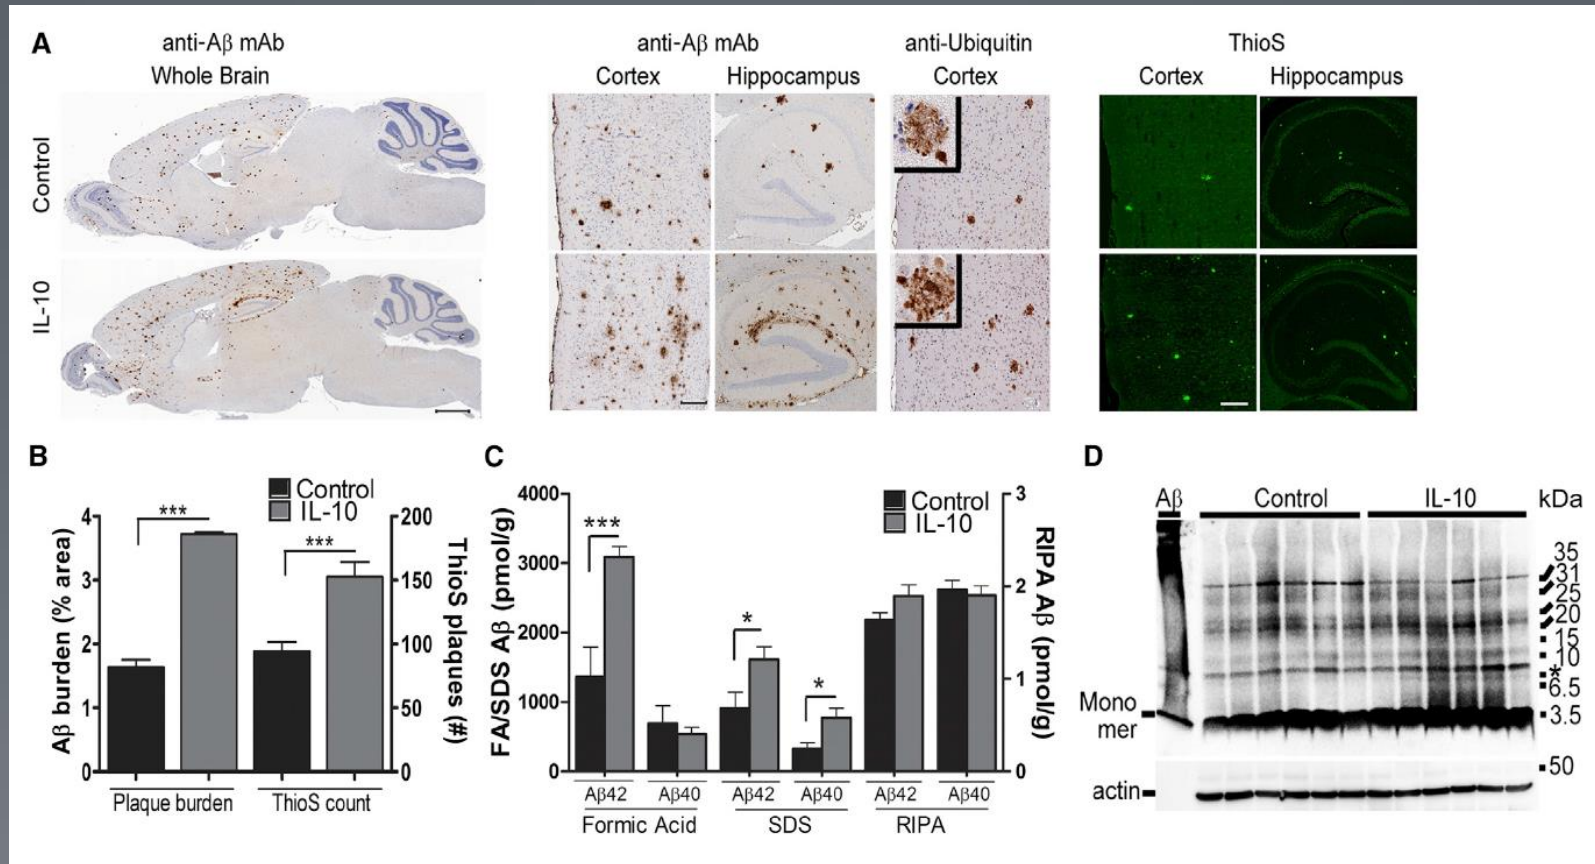 A
anti-Aβ mAb
Whole Brain
anti-Aβ mAb
Cortex Hippocampus
anti-Ubiquitin
Cortex
ThioS
Cortex Hippocampus
Control
IL-10
B
Control
IL-10
Aβ burden (% area)
4
3
2
1
0
***
***
200
150
100
50
0
ThioS plaques (#)
Plaque burden
ThioS count
C
Control
IL-10
FA/SDS Aβ (pmol/g)
4000
3000
2000
1000
0
***
*
*
3
2
1
0
RIPA Aβ (pmol/g)
Aβ42 Aβ40 Aβ42 Aβ40 Aβ42 Aβ40
Formic Acid SDS RIPA
D
Aβ Control IL-10 kDa
35
31
25
20
15
10
*
6.5
3.5
50
Mono
mer
actin